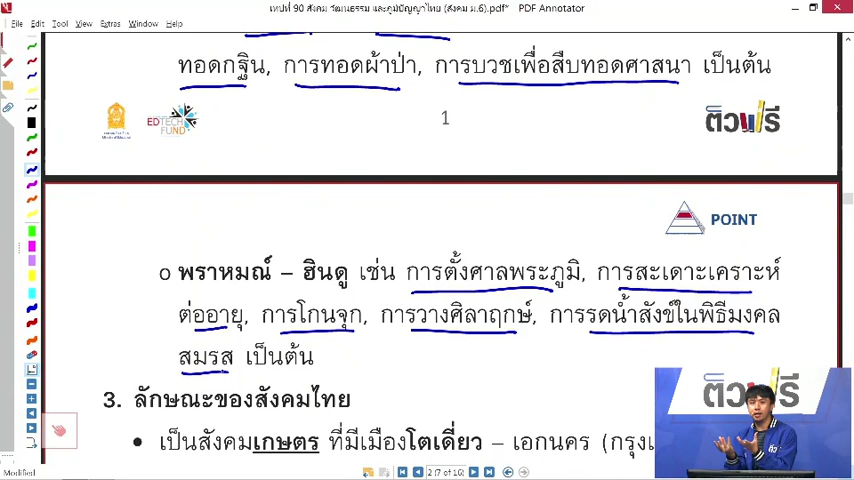 เทปที่ 90 สังคม วัฒนธรรม และภูมิปัญญาไทย (สังคม ม.6).pdf* - PDF Annotator
File Edit Tool View Extras Window Help
ทอดกฐิน, การทอดผ้าป่า, การบวชเพื่อสืบทอดศาสนา เป็นต้น
EDTECH FUND
1
ติวฟรี
POINT
o พราหมณ์ – ฮินดู เช่น การตั้งศาลพระภูมิ, การสะเดาะเคราะห์
ต่ออายุ, การโกนจุก, การวางศิลาฤกษ์, การรดน้ำสังข์ในพิธีมงคล
สมรส เป็นต้น
3. ลักษณะของสังคมไทย
• เป็นสังคมเกษตร ที่มีเมืองโตเดี่ยว – เอกนคร (กรุงเ
ติวฟรี
Modified
2 (7 of 16)